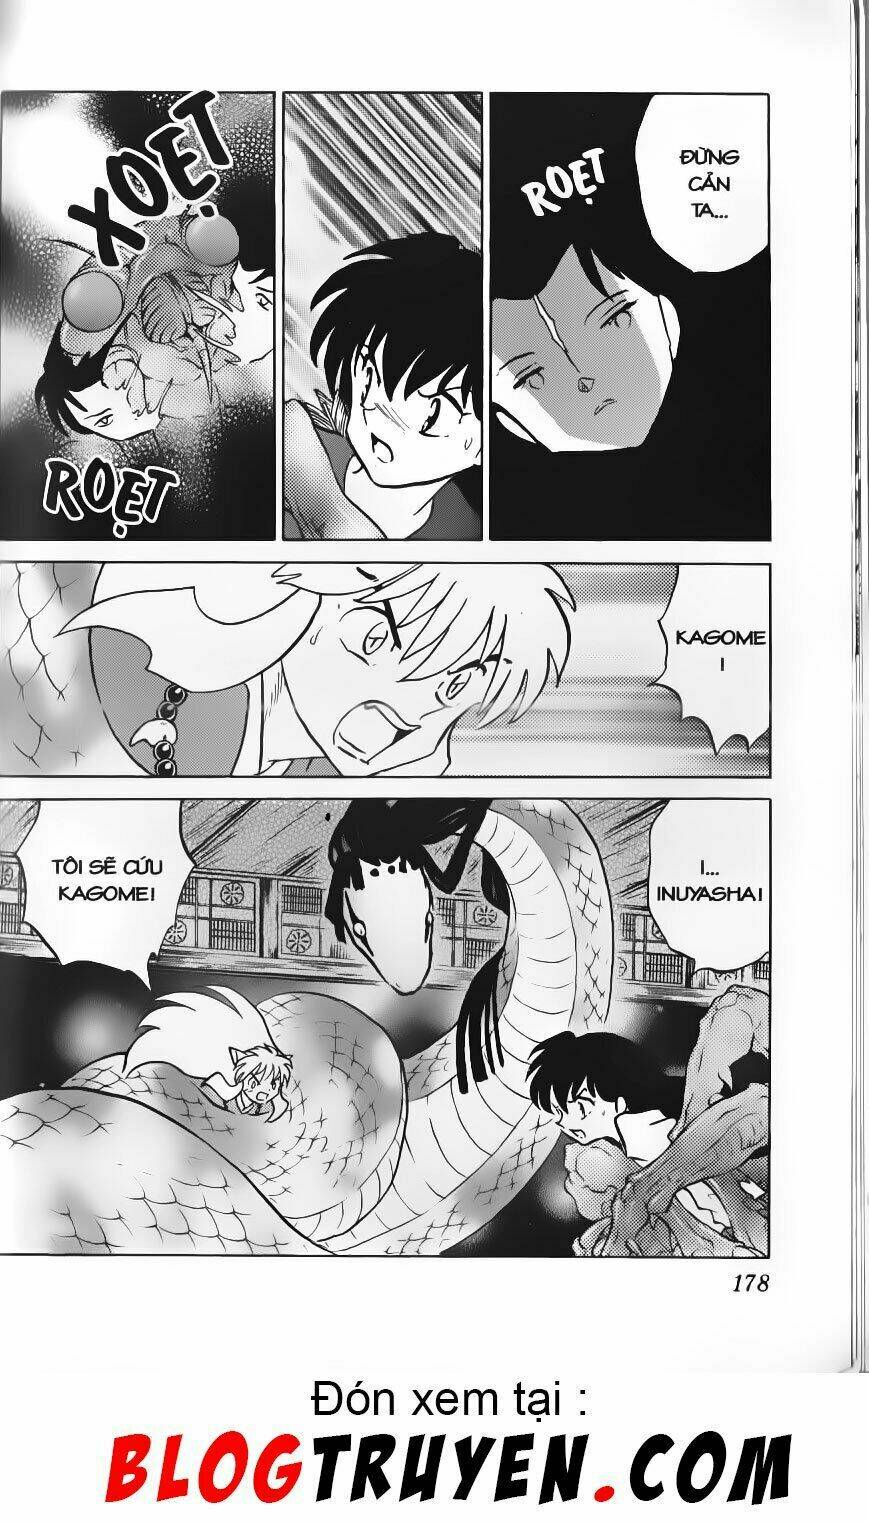 ĐỪNG
CẢN
TA...
ROẸT
XOẸT
ROẸT
KAGOME
!
I...
INUYASHA!
TÔI SẼ CỨU
KAGOME!
178
Đón xem tại :
BLOGTRUYEN.COM